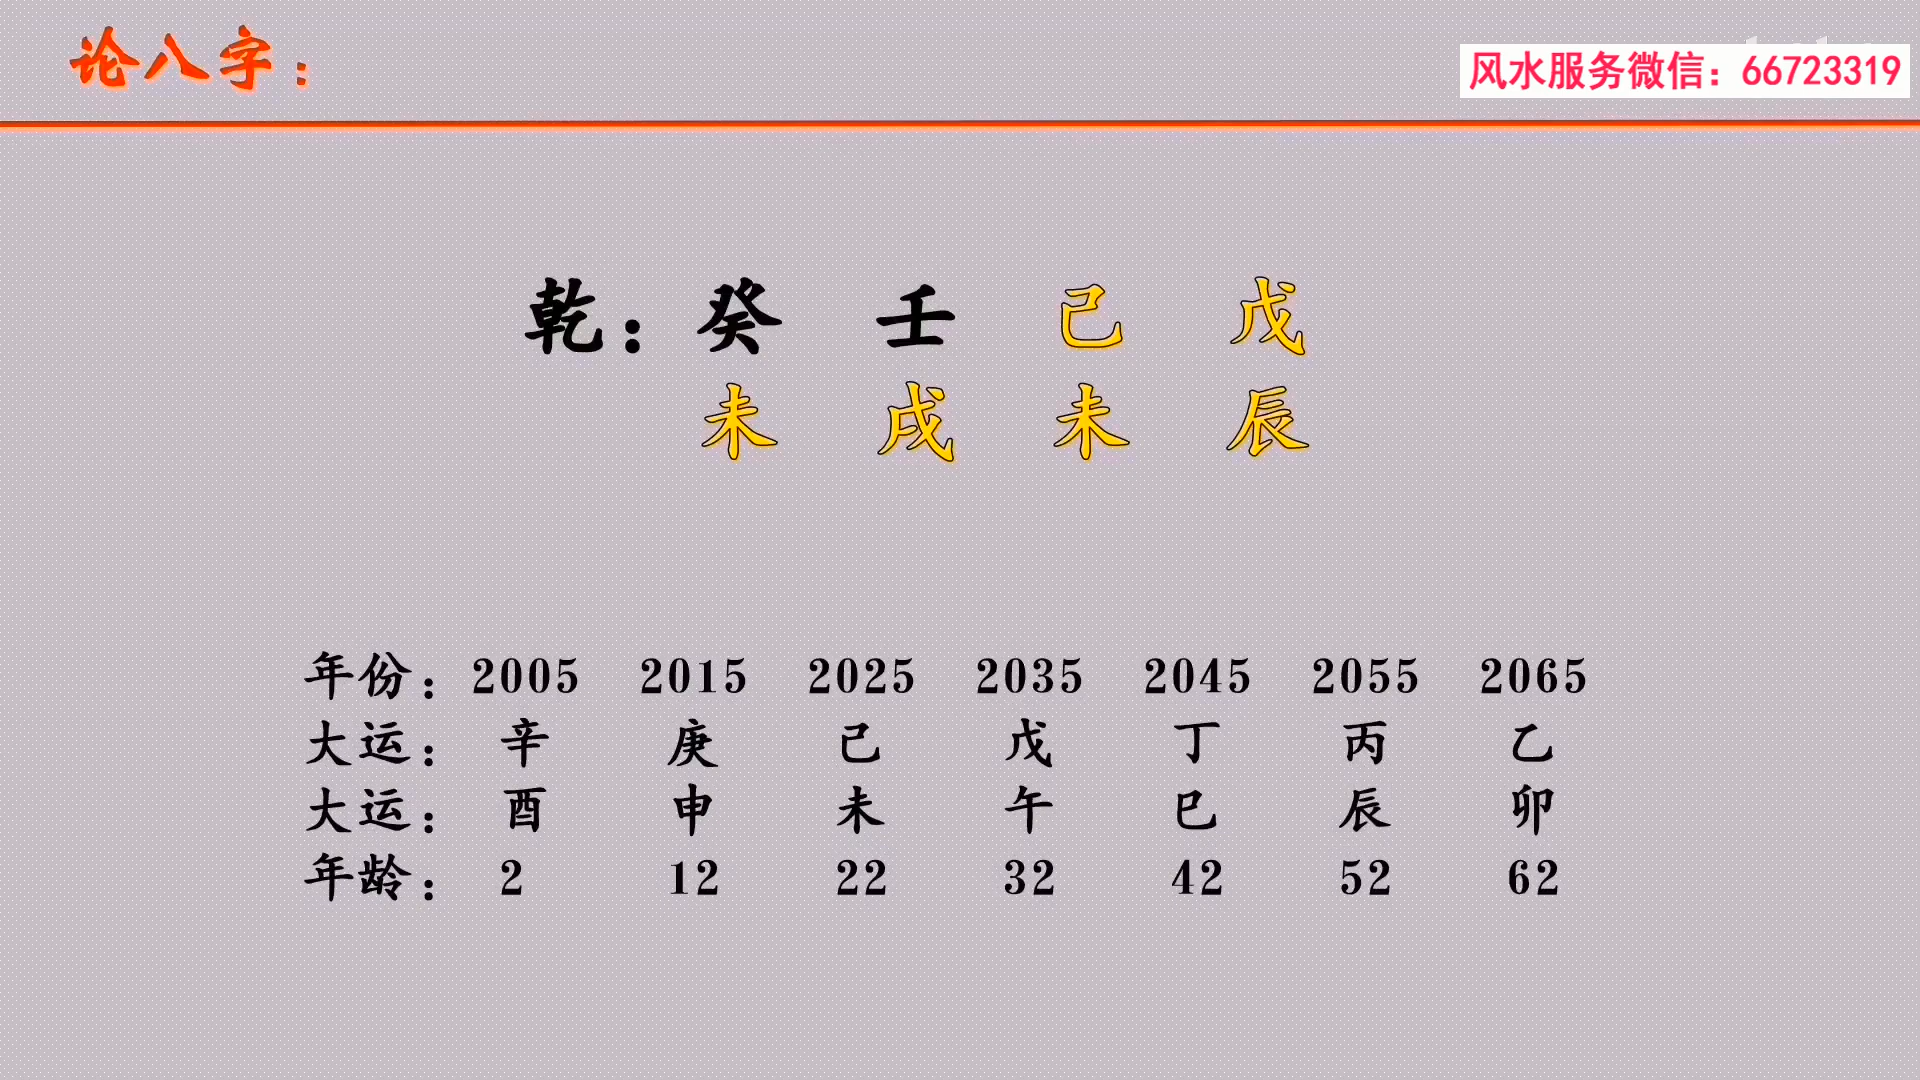 论八字：
风水服务微信：66723319
乾：癸 壬 己 戊
未 戌 未 辰
年份：2005 2015 2025 2035 2045 2055 2065
大运：辛 庚 己 戊 丁 丙 乙
大运：酉 申 未 午 巳 辰 卯
年龄：2 12 22 32 42 52 62